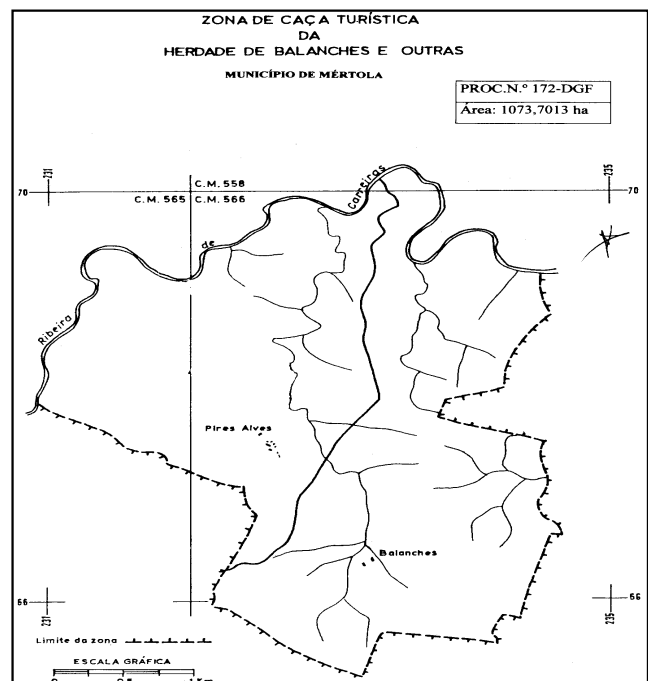 ZONA DE CAÇA TURÍSTICA
DA
HERDADE DE BALANCHES E OUTRAS
MUNICÍPIO DE MÉRTOLA
PROC.N.º 172-DGF
Área: 1073,7013 ha
231
235
70
C.M. 558
70
C.M. 565
C.M. 566
Ribeira
de
Carreiras
Pires Alves
Balanches
66
231
235
66
Limite da zona
ESCALA GRÁFICA